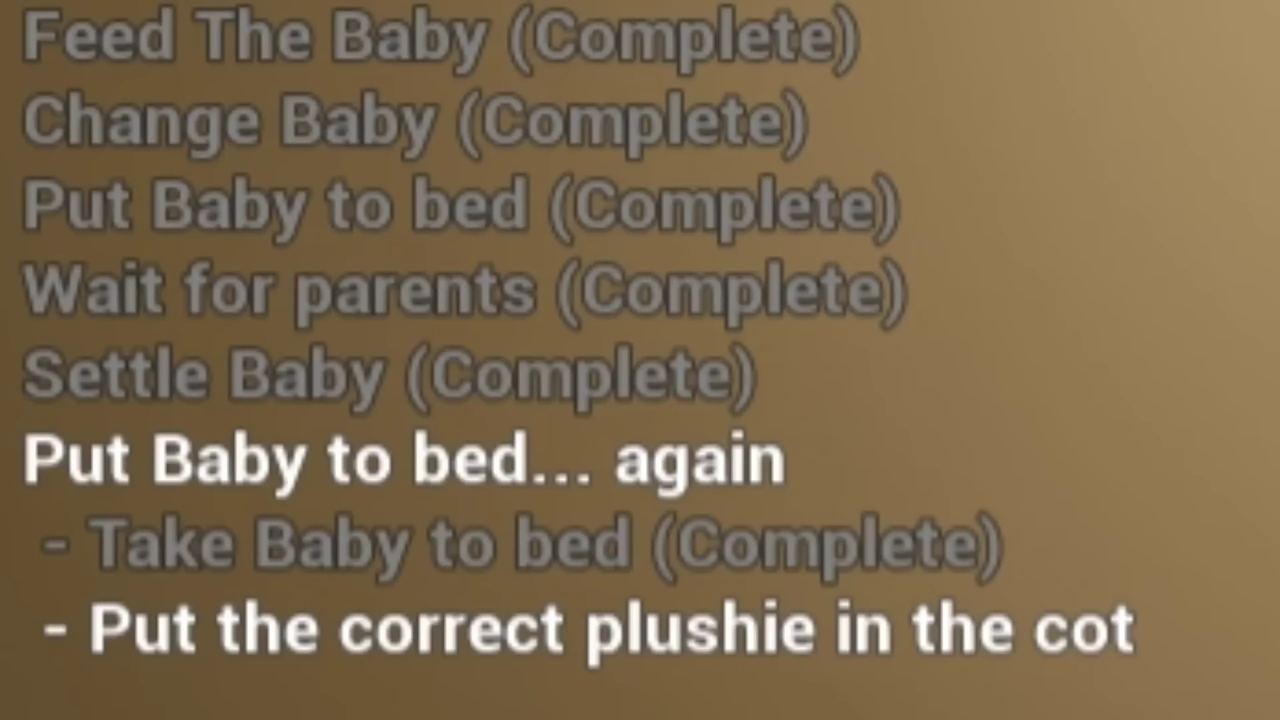 Feed The Baby (Complete)
Change Baby (Complete)
Put Baby to bed (Complete)
Wait for parents (Complete)
Settle Baby (Complete)
Put Baby to bed... again
- Take Baby to bed (Complete)
- Put the correct plushie in the cot